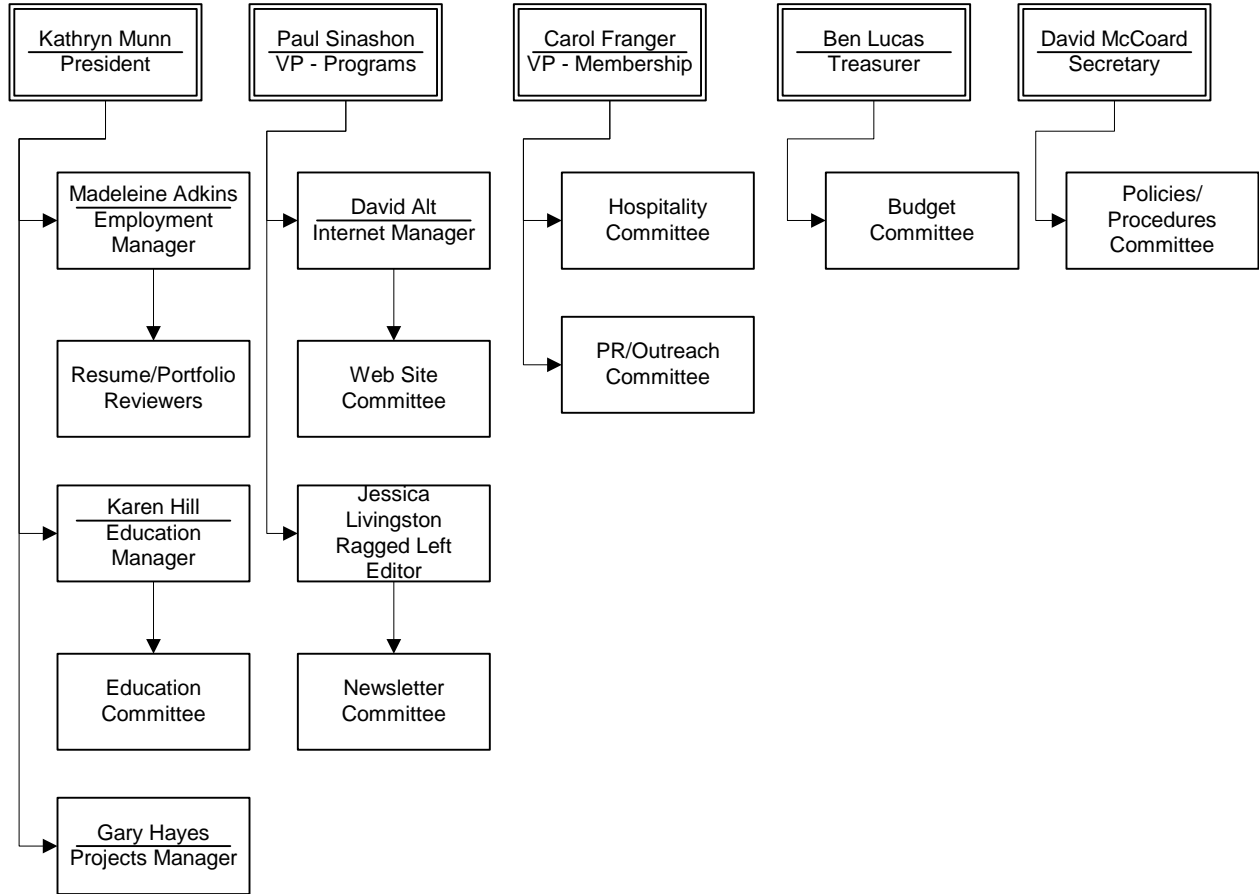 Kathryn Munn
President
Paul Sinashon
VP - Programs
Carol Franger
VP - Membership
Ben Lucas
Treasurer
David McCoard
Secretary
Madeleine Adkins
Employment
Manager
David Alt
Internet Manager
Hospitality
Committee
Budget
Committee
Policies/
Procedures
Committee
Resume/Portfolio
Reviewers
Web Site
Committee
PR/Outreach
Committee
Karen Hill
Education
Manager
Jessica
Livingston
Ragged Left
Editor
Education
Committee
Newsletter
Committee
Gary Hayes
Projects Manager